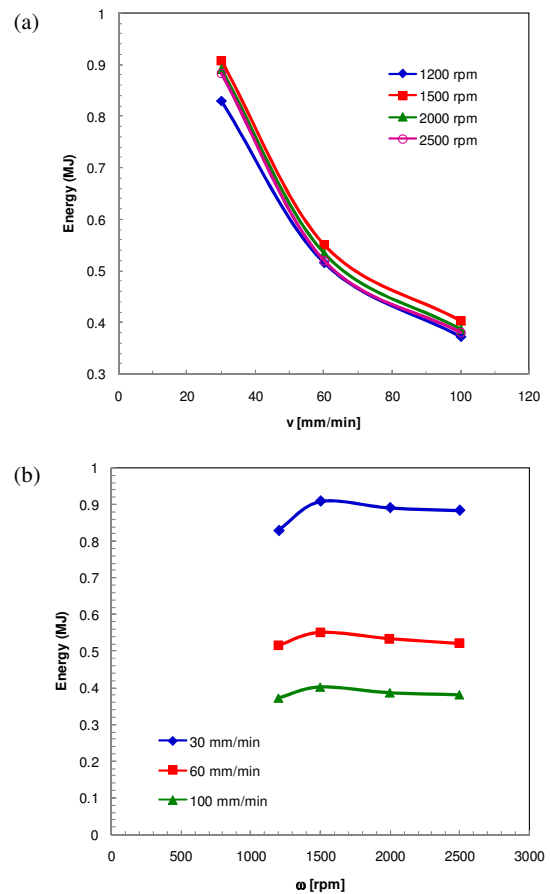 (a)
1
0.9
0.8
0.7
0.6
0.5
0.4
0.3
Energy (MJ)
1200 rpm
1500 rpm
2000 rpm
2500 rpm
0 20 40 60 80 100 120
v [mm/min]
(b)
1
0.9
0.8
0.7
0.6
0.5
0.4
0.3
0.2
0.1
0
Energy (MJ)
30 mm/min
60 mm/min
100 mm/min
0 500 1000 1500 2000 2500 3000
ω [rpm]